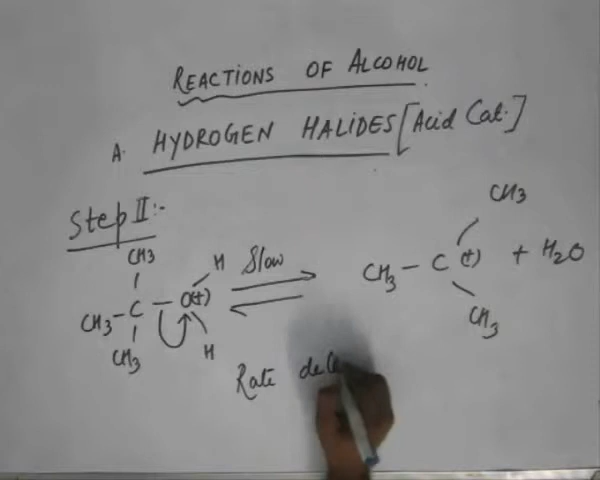 REACTIONS OF ALCOHOL
A. HYDROGEN HALIDES [Acid Cat.]
Step II:-
CH3
CH3
H
Slow
CH3 - C - O(+)
CH3 - C (+) + H2O
CH3
H
CH3
Rate